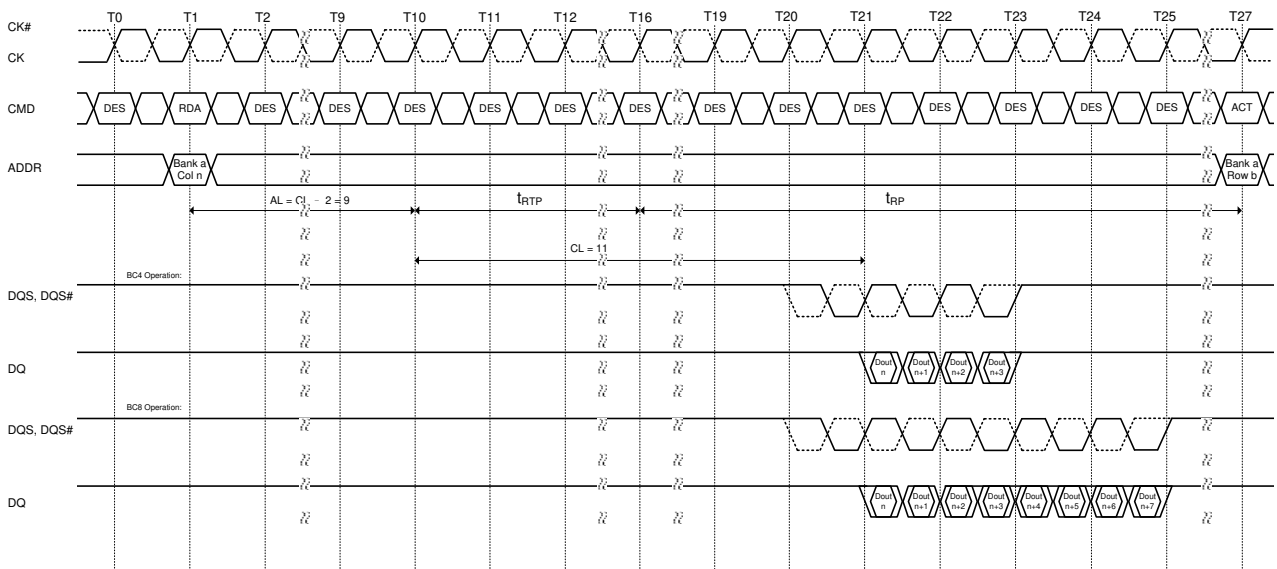 T0 T1 T2 T9 T10 T11 T12 T16 T19 T20 T21 T22 T23 T24 T25 T27
CK#
CK
CMD DES RDA DES DES DES DES DES DES DES DES DES DES DES DES DES ACT
ADDR
Bank a
Col n
Bank a
Row b
AL = CL - 2 = 9
tRTP
tRP
CL = 11
BC4 Operation:
DQS, DQS#
DQ
Dout n
Dout n+1
Dout n+2
Dout n+3
BC8 Operation:
DQS, DQS#
DQ
Dout n
Dout n+1
Dout n+2
Dout n+3
Dout n+4
Dout n+5
Dout n+6
Dout n+7